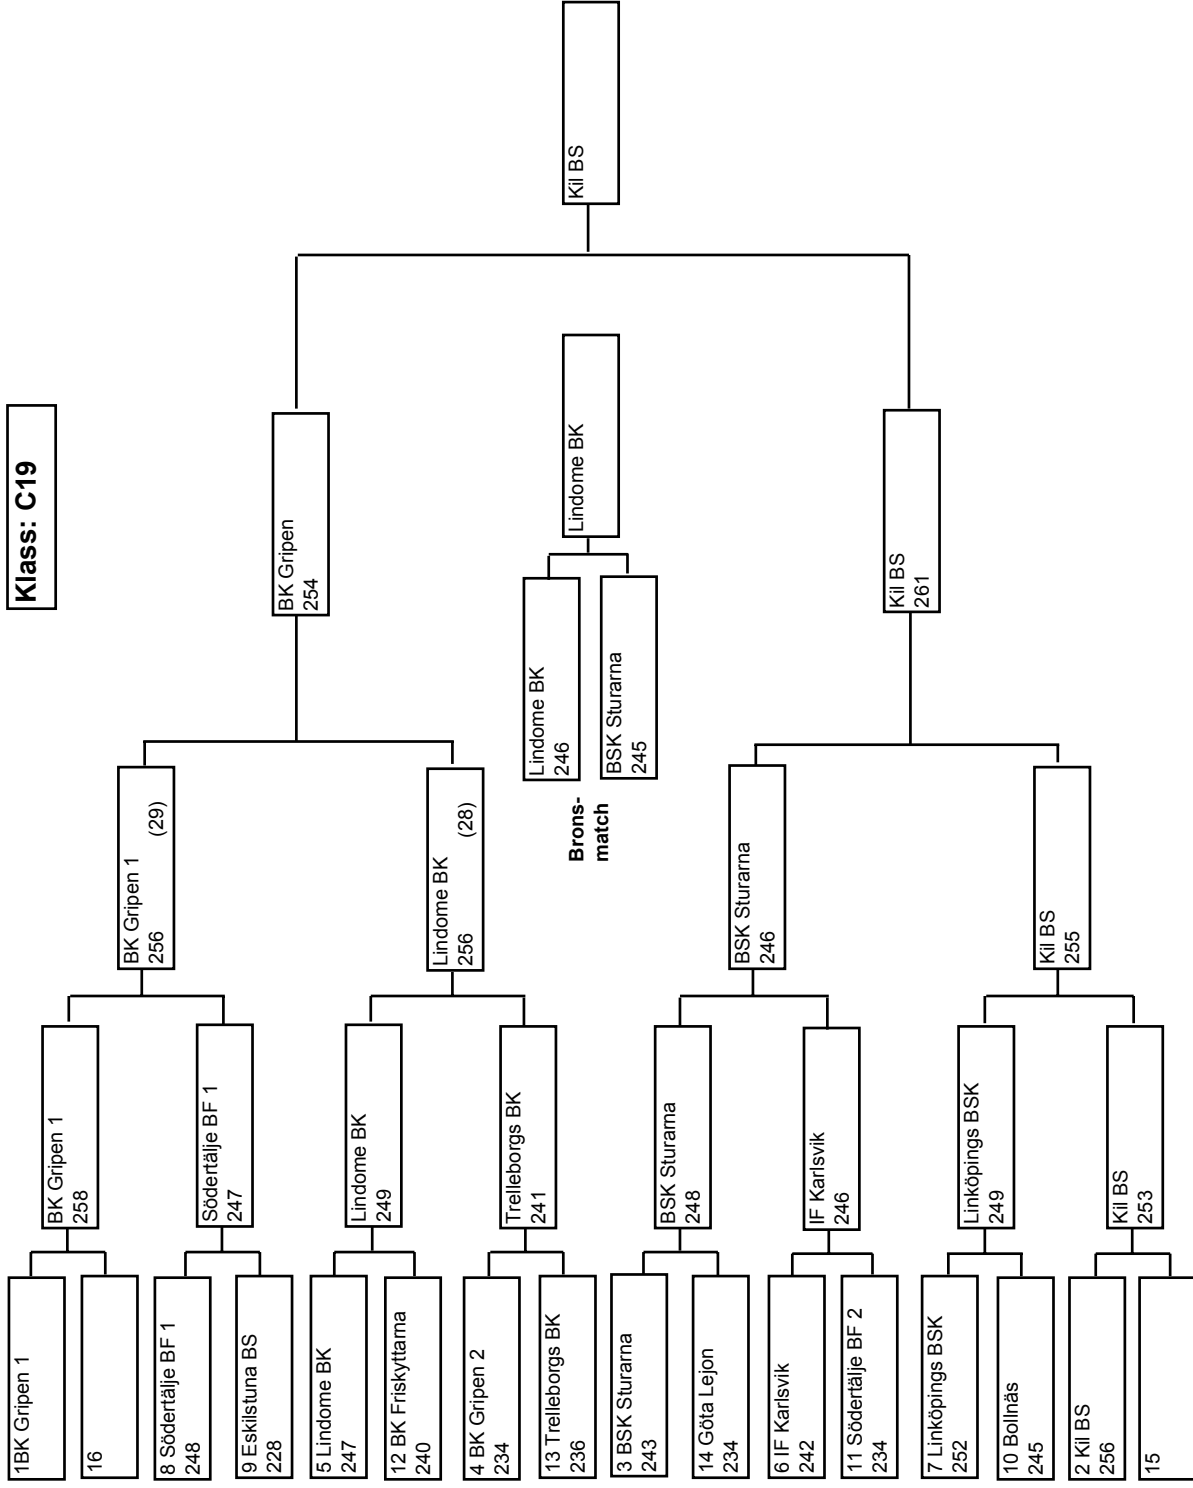 Klass: C19
1BK Gripen 1
16
8 Södertälje BF 1
248
9 Eskilstuna BS
228
5 Lindome BK
247
12 BK Friskyttarna
240
4 BK Gripen 2
234
13 Trelleborgs BK
236
3 BSK Sturarna
243
14 Göta Lejon
234
6 IF Karlsvik
242
11 Södertälje BF 2
234
7 Linköpings BSK
252
10 Bollnäs
245
2 Kil BS
256
15
BK Gripen 1
258
Södertälje BF 1
247
Lindome BK
249
Trelleborgs BK
241
BSK Sturarna
248
IF Karlsvik
246
Linköpings BSK
249
Kil BS
253
BK Gripen 1
256 (29)
Lindome BK
256 (28)
BSK Sturarna
246
Kil BS
255
Brons-
match
Lindome BK
246
BSK Sturarna
245
Lindome BK
BK Gripen
254
Kil BS
261
Kil BS